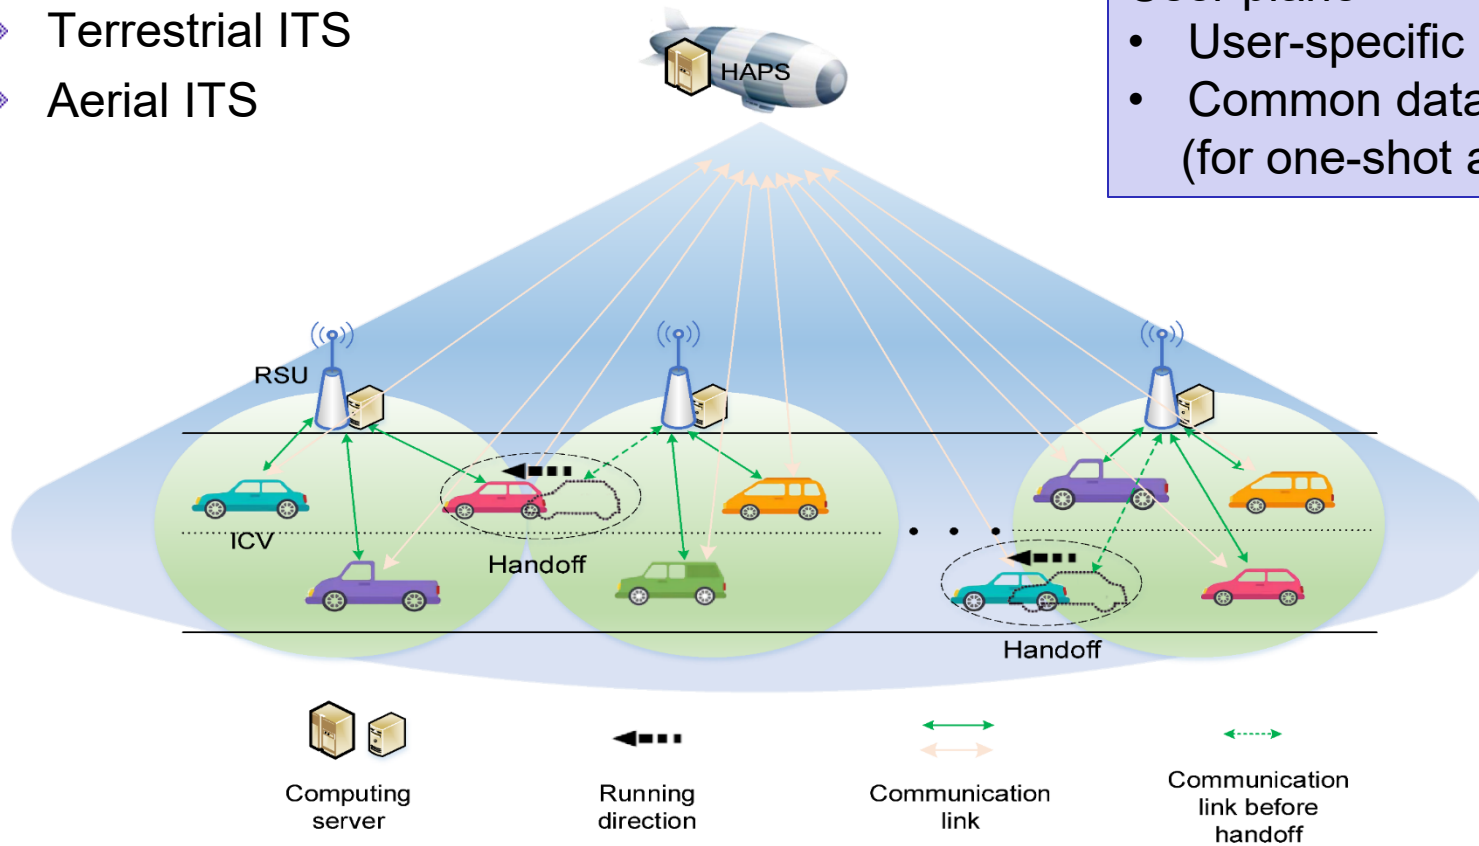 Terrestrial ITS
Aerial ITS
• User-specific
• Common data
(for one-shot
HAPS
RSU
ICV
Handoff
Handoff
Computing
server
Running
direction
Communication
link
Communication
link before
handoff